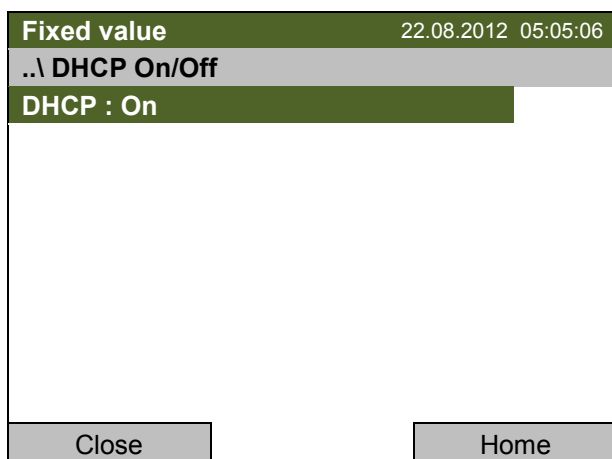 Fixed value 22.08.2012 05:05:06
..\ DHCP On/Off
DHCP : On
Close Home